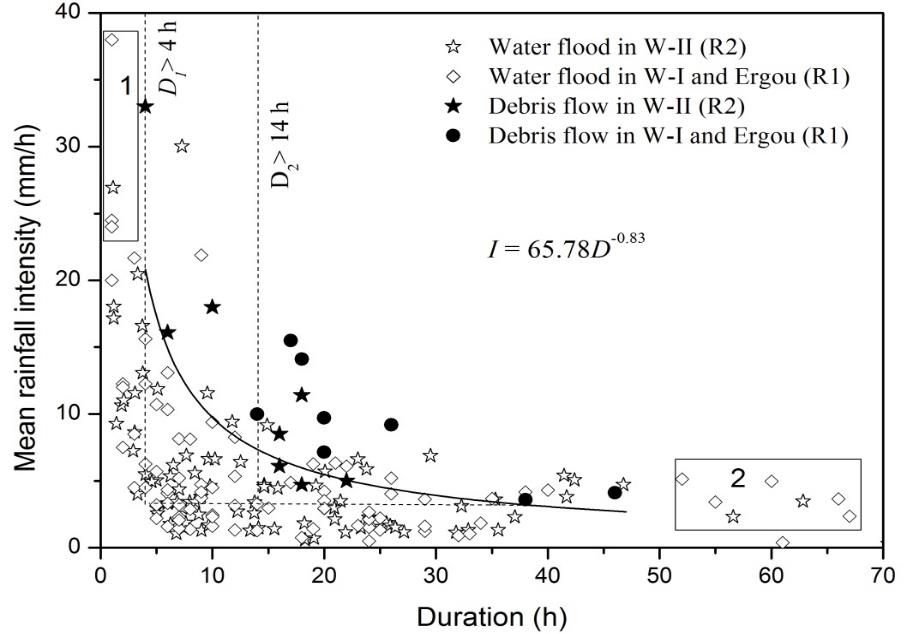 40
30
20
10
0
0 10 20 30 40 50 60 70
Mean rainfall intensity (mm/h)
Duration (h)
1
D1> 4 h
D2> 14 h
Water flood in W-II (R2)
Water flood in W-I and Ergou (R1)
Debris flow in W-II (R2)
Debris flow in W-I and Ergou (R1)
I = 65.78D^-0.83
2